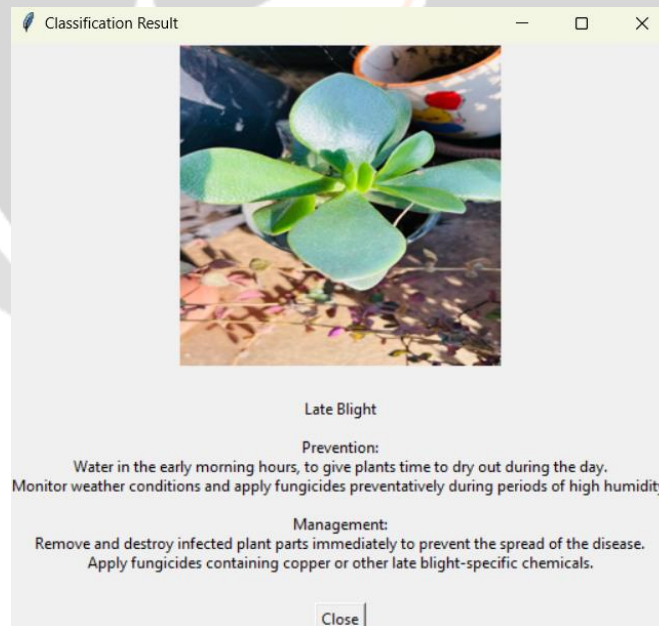 Classification Result
Late Blight
Prevention:
Water in the early morning hours, to give plants time to dry out during the day.
Monitor weather conditions and apply fungicides preventatively during periods of high humidity
Management:
Remove and destroy infected plant parts immediately to prevent the spread of the disease.
Apply fungicides containing copper or other late blight-specific chemicals.
Close